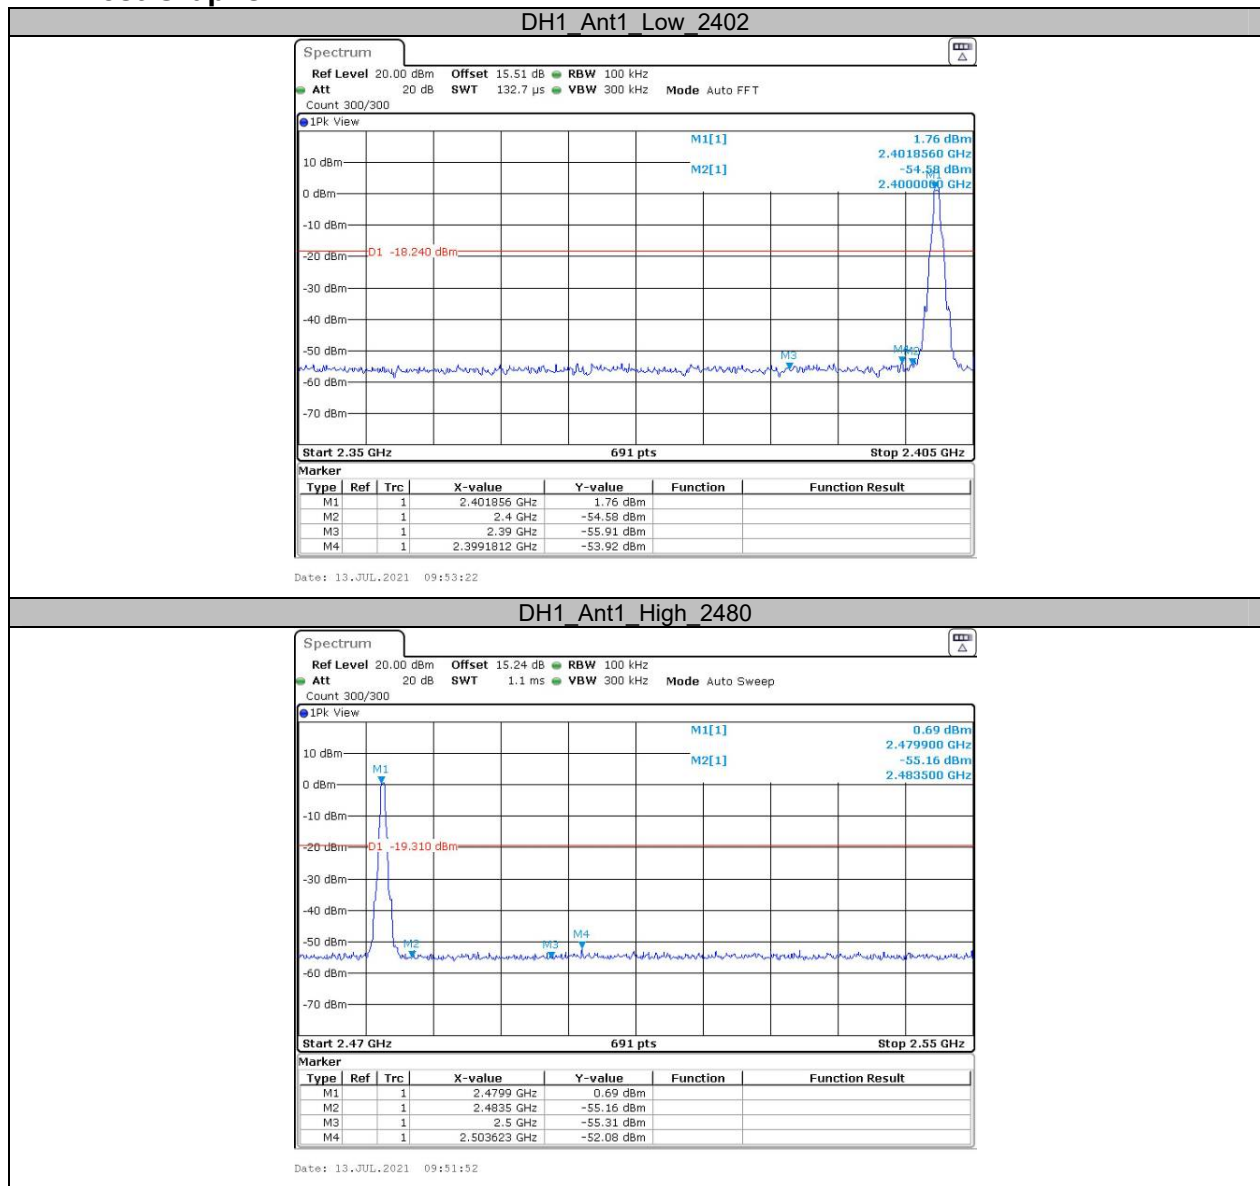 DH1_Ant1_Low_2402
Spectrum
Ref Level 20.00 dBm Offset 15.51 dB RBW 100 kHz
Att 20 dB SWT 132.7 µs VBW 300 kHz Mode Auto FFT
Count 300/300
1Pk View
M1[1] 1.76 dBm
2.4018560 GHz
M2[1] -54.58 dBm
2.4000000 GHz
M1
10 dBm
0 dBm
-10 dBm
D1 -18.240 dBm
-20 dBm
-30 dBm
-40 dBm
-50 dBm
M3 M4 M2
-60 dBm
-70 dBm
Start 2.35 GHz 691 pts Stop 2.405 GHz
Marker
Type Ref Trc X-value Y-value Function Function Result
M1 1 2.401856 GHz 1.76 dBm
M2 1 2.4 GHz -54.58 dBm
M3 1 2.39 GHz -55.91 dBm
M4 1 2.3991812 GHz -53.92 dBm
Date: 13.JUL.2021 09:53:22
DH1_Ant1_High_2480
Spectrum
Ref Level 20.00 dBm Offset 15.24 dB RBW 100 kHz
Att 20 dB SWT 1.1 ms VBW 300 kHz Mode Auto Sweep
Count 300/300
1Pk View
M1[1] 0.69 dBm
2.479900 GHz
M2[1] -55.16 dBm
2.483500 GHz
10 dBm
M1
0 dBm
-10 dBm
-20 dBm D1 -19.310 dBm
-30 dBm
-40 dBm
M4
-50 dBm M2 M3
-60 dBm
-70 dBm
Start 2.47 GHz 691 pts Stop 2.55 GHz
Marker
Type Ref Trc X-value Y-value Function Function Result
M1 1 2.4799 GHz 0.69 dBm
M2 1 2.4835 GHz -55.16 dBm
M3 1 2.5 GHz -55.31 dBm
M4 1 2.503623 GHz -52.08 dBm
Date: 13.JUL.2021 09:51:52